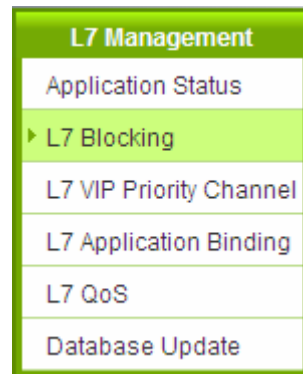 L7 Management
Application Status
L7 Blocking
L7 VIP Priority Channel
L7 Application Binding
L7 QoS
Database Update